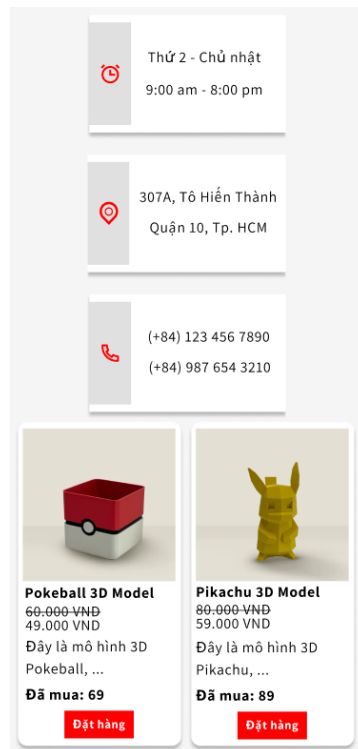 Thứ 2 - Chủ nhật
9:00 am - 8:00 pm
307A, Tô Hiến Thành
Quận 10, Tp. HCM
(+84) 123 456 7890
(+84) 987 654 3210
Pokeball 3D Model
60.000 VND
49.000 VND
Đây là mô hình 3D
Pokeball, ...
Đã mua: 69
Đặt hàng
Pikachu 3D Model
80.000 VND
59.000 VND
Đây là mô hình 3D
Pikachu, ...
Đã mua: 89
Đặt hàng